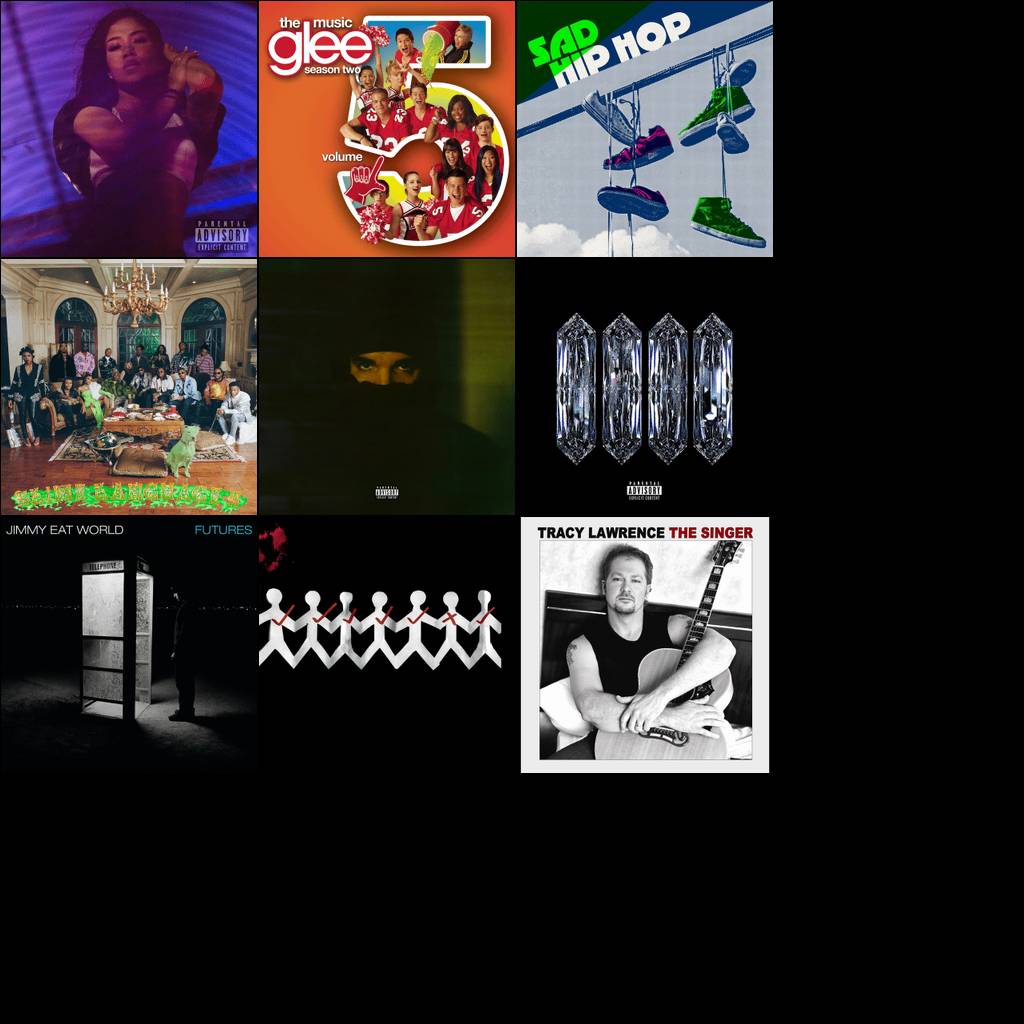 PARENTAL
ADVISORY
EXPLICIT CONTENT
the music
glee
season two
volume
5
SAD
HIP HOP
PARENTAL
ADVISORY
EXPLICIT CONTENT
PARENTAL
ADVISORY
EXPLICIT CONTENT
JIMMY EAT WORLD FUTURES
TELEPHONE
TRACY LAWRENCE THE SINGER